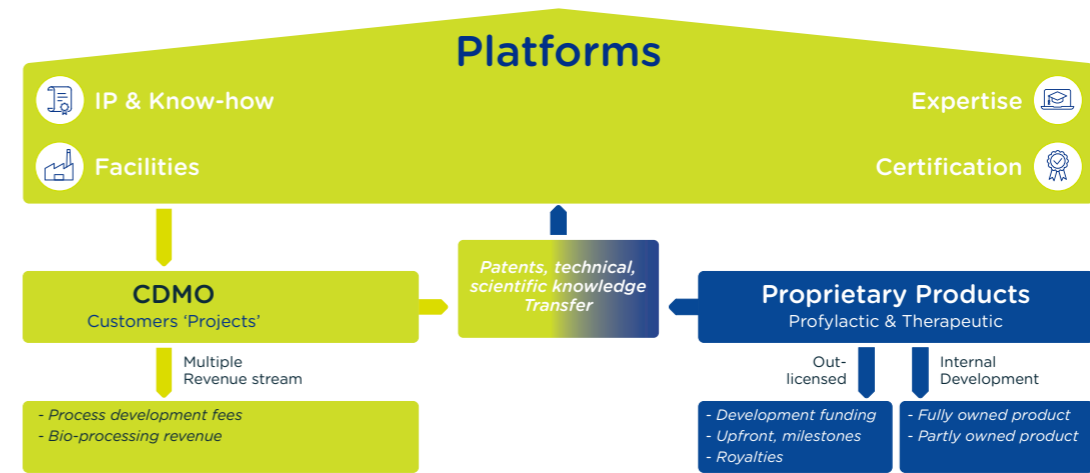 Platforms
IP & Know-how
Expertise
Facilities
Certification
Patents, technical,
scientific knowledge
Transfer
CDMO
Customers ‘Projects’
Proprietary Products
Profylactic & Therapeutic
Multiple
Revenue stream
Out-
licensed
Internal
Development
- Process development fees
- Bio-processing revenue
- Development funding
- Upfront, milestones
- Royalties
- Fully owned product
- Partly owned product